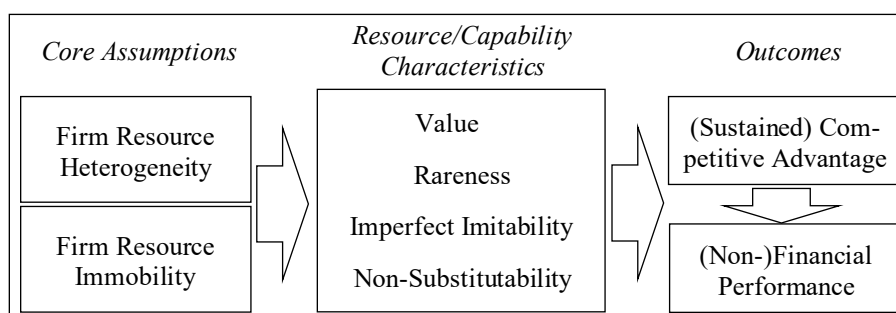 Core Assumptions
Firm Resource
Heterogeneity
Firm Resource
Immobility
Resource/Capability
Characteristics
Value
Rareness
Imperfect Imitability
Non-Substitutability
Outcomes
(Sustained) Com-
petitive Advantage
(Non-)Financial
Performance